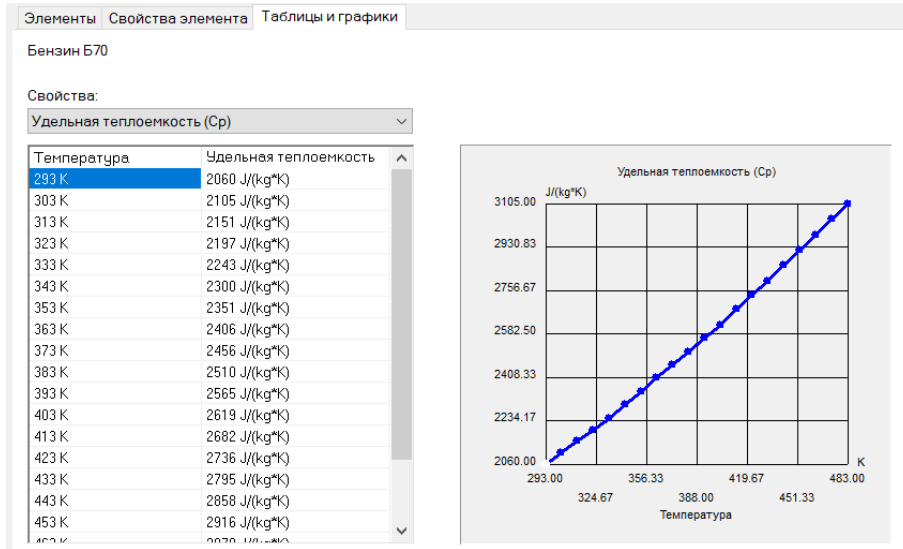 Элементы Свойства элемента Таблицы и графики
Бензин Б70
Свойства:
Удельная теплоемкость (Cp)
Температура Удельная теплоемкость
293 K 2060 J/(kg*K)
303 K 2105 J/(kg*K)
313 K 2151 J/(kg*K)
323 K 2197 J/(kg*K)
333 K 2243 J/(kg*K)
343 K 2300 J/(kg*K)
353 K 2351 J/(kg*K)
363 K 2406 J/(kg*K)
373 K 2456 J/(kg*K)
383 K 2510 J/(kg*K)
393 K 2565 J/(kg*K)
403 K 2619 J/(kg*K)
413 K 2682 J/(kg*K)
423 K 2736 J/(kg*K)
433 K 2795 J/(kg*K)
443 K 2858 J/(kg*K)
453 K 2916 J/(kg*K)
Удельная теплоемкость (Cp)
J/(kg*K)
3105.00
2930.83
2756.67
2582.50
2408.33
2234.17
2060.00
K
293.00 356.33 419.67 483.00
324.67 388.00 451.33
Температура